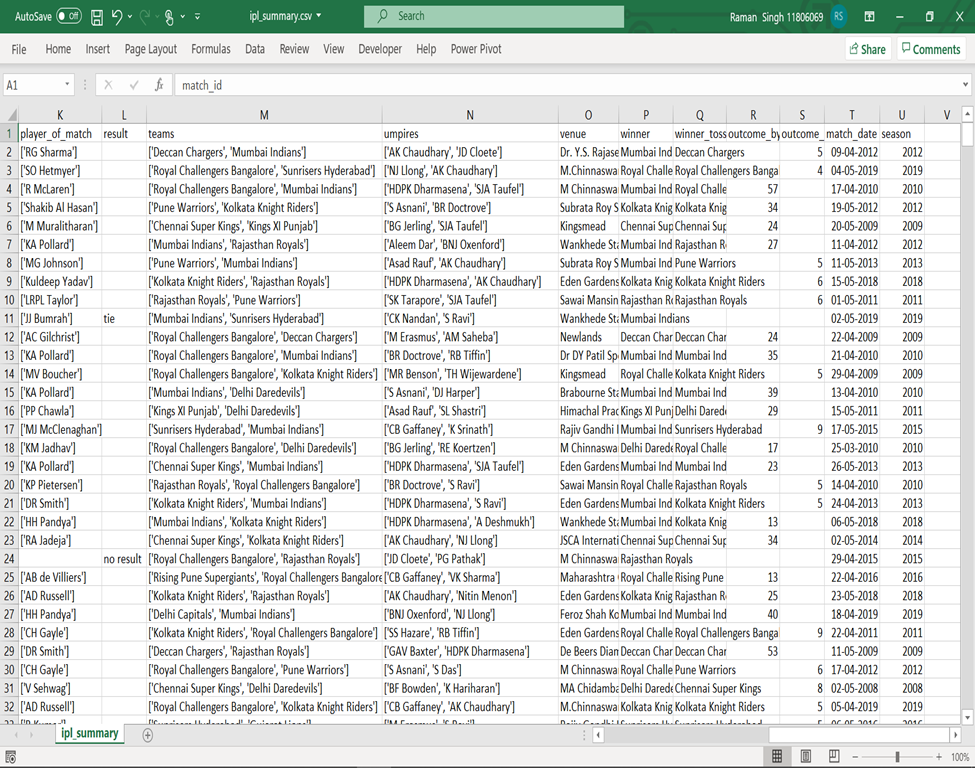 AutoSave Off ipl_summary.csv Search Raman Singh 11806069 RS
File Home Insert Page Layout Formulas Data Review View Developer Help Power Pivot Share Comments
A1 fx match_id
K L M N O P Q R S T U V
1 player_of_match result teams umpires venue winner winner_toss outcome_by outcome_ match_date season
2 ['RG Sharma'] ['Deccan Chargers', 'Mumbai Indians'] ['AK Chaudhary', 'JD Cloete'] Dr. Y.S. Rajase Mumbai Ind Deccan Chargers 5 09-04-2012 2012
3 ['SO Hetmyer'] ['Royal Challengers Bangalore', 'Sunrisers Hyderabad'] ['NJ Llong', 'AK Chaudhary'] M.Chinnaswa Royal Challe Royal Challengers Banga 4 04-05-2019 2019
4 ['R McLaren'] ['Royal Challengers Bangalore', 'Mumbai Indians'] ['HDPK Dharmasena', 'SJA Taufel'] M Chinnaswa Mumbai Ind Royal Challe 57 17-04-2010 2010
5 ['Shakib Al Hasan'] ['Pune Warriors', 'Kolkata Knight Riders'] ['S Asnani', 'BR Doctrove'] Subrata Roy S Kolkata Knig Kolkata Knig 34 19-05-2012 2012
6 ['M Muralitharan'] ['Chennai Super Kings', 'Kings XI Punjab'] ['BG Jerling', 'SJA Taufel'] Kingsmead Chennai Sup Chennai Sup 24 20-05-2009 2009
7 ['KA Pollard'] ['Mumbai Indians', 'Rajasthan Royals'] ['Aleem Dar', 'BNJ Oxenford'] Wankhede Sta Mumbai Ind Rajasthan R 27 11-04-2012 2012
8 ['MG Johnson'] ['Pune Warriors', 'Mumbai Indians'] ['Asad Rauf', 'AK Chaudhary'] Subrata Roy S Mumbai Ind Pune Warriors 5 11-05-2013 2013
9 ['Kuldeep Yadav'] ['Kolkata Knight Riders', 'Rajasthan Royals'] ['HDPK Dharmasena', 'AK Chaudhary'] Eden Gardens Kolkata Knig Kolkata Knight Riders 6 15-05-2018 2018
10 ['LRPL Taylor'] ['Rajasthan Royals', 'Pune Warriors'] ['SK Tarapore', 'SJA Taufel'] Sawai Mansin Rajasthan R Rajasthan Royals 6 01-05-2011 2011
11 ['JJ Bumrah'] tie ['Mumbai Indians', 'Sunrisers Hyderabad'] ['CK Nandan', 'S Ravi'] Wankhede Sta Mumbai Indians 02-05-2019 2019
12 ['AC Gilchrist'] ['Royal Challengers Bangalore', 'Deccan Chargers'] ['M Erasmus', 'AM Saheba'] Newlands Deccan Char Deccan Char 24 22-04-2009 2009
13 ['KA Pollard'] ['Royal Challengers Bangalore', 'Mumbai Indians'] ['BR Doctrove', 'RB Tiffin'] Dr DY Patil Sp Mumbai Ind Mumbai Ind 35 21-04-2010 2010
14 ['MV Boucher'] ['Royal Challengers Bangalore', 'Kolkata Knight Riders'] ['MR Benson', 'TH Wijewardene'] Kingsmead Royal Challe Kolkata Knight Riders 5 29-04-2009 2009
15 ['KA Pollard'] ['Mumbai Indians', 'Delhi Daredevils'] ['S Asnani', 'DJ Harper'] Brabourne Sta Mumbai Ind Mumbai Ind 39 13-04-2010 2010
16 ['PP Chawla'] ['Kings XI Punjab', 'Delhi Daredevils'] ['Asad Rauf', 'SL Shastri'] Himachal Prac Kings XI Punj Delhi Dared 29 15-05-2011 2011
17 ['MJ McClenaghan'] ['Sunrisers Hyderabad', 'Mumbai Indians'] ['CB Gaffaney', 'K Srinath'] Rajiv Gandhi I Mumbai Ind Sunrisers Hyderabad 9 17-05-2015 2015
18 ['KM Jadhav'] ['Royal Challengers Bangalore', 'Delhi Daredevils'] ['BG Jerling', 'RE Koertzen'] M Chinnaswa Delhi Darede Royal Challe 17 25-03-2010 2010
19 ['KA Pollard'] ['Chennai Super Kings', 'Mumbai Indians'] ['HDPK Dharmasena', 'SJA Taufel'] Eden Gardens Mumbai Ind Mumbai Ind 23 26-05-2013 2013
20 ['KP Pietersen'] ['Rajasthan Royals', 'Royal Challengers Bangalore'] ['BR Doctrove', 'S Ravi'] Sawai Mansin Royal Challe Rajasthan Royals 5 14-04-2010 2010
21 ['DR Smith'] ['Kolkata Knight Riders', 'Mumbai Indians'] ['HDPK Dharmasena', 'S Ravi'] Eden Gardens Mumbai Ind Kolkata Knight Riders 5 24-04-2013 2013
22 ['HH Pandya'] ['Mumbai Indians', 'Kolkata Knight Riders'] ['HDPK Dharmasena', 'A Deshmukh'] Wankhede Sta Mumbai Ind Kolkata Knig 13 06-05-2018 2018
23 ['RA Jadeja'] ['Chennai Super Kings', 'Kolkata Knight Riders'] ['AK Chaudhary', 'NJ Llong'] JSCA Internati Chennai Sup Chennai Sup 34 02-05-2014 2014
24 no result ['Royal Challengers Bangalore', 'Rajasthan Royals'] ['JD Cloete', 'PG Pathak'] M Chinnaswa Rajasthan Royals 29-04-2015 2015
25 ['AB de Villiers'] ['Rising Pune Supergiants', 'Royal Challengers Bangalore ['CB Gaffaney', 'VK Sharma'] Maharashtra Royal Challe Rising Pune 13 22-04-2016 2016
26 ['AD Russell'] ['Kolkata Knight Riders', 'Rajasthan Royals'] ['AK Chaudhary', 'Nitin Menon'] Eden Gardens Kolkata Knig Rajasthan R 25 23-05-2018 2018
27 ['HH Pandya'] ['Delhi Capitals', 'Mumbai Indians'] ['BNJ Oxenford', 'NJ Llong'] Feroz Shah Ko Mumbai Ind Mumbai Ind 40 18-04-2019 2019
28 ['CH Gayle'] ['Kolkata Knight Riders', 'Royal Challengers Bangalore'] ['SS Hazare', 'RB Tiffin'] Eden Gardens Royal Challe Royal Challengers Banga 9 22-04-2011 2011
29 ['DR Smith'] ['Deccan Chargers', 'Rajasthan Royals'] ['GAV Baxter', 'HDPK Dharmasena'] De Beers Dian Deccan Char Deccan Char 53 11-05-2009 2009
30 ['CH Gayle'] ['Royal Challengers Bangalore', 'Pune Warriors'] ['S Asnani', 'S Das'] M Chinnaswa Royal Challe Pune Warriors 6 17-04-2012 2012
31 ['V Sehwag'] ['Chennai Super Kings', 'Delhi Daredevils'] ['BF Bowden', 'K Hariharan'] MA Chidamba Delhi Darede Chennai Super Kings 8 02-05-2008 2008
32 ['AD Russell'] ['Royal Challengers Bangalore', 'Kolkata Knight Riders'] ['CB Gaffaney', 'AK Chaudhary'] M.Chinnaswa Kolkata Knig Kolkata Knight Riders 5 05-04-2019 2019
ipl_summary
100%